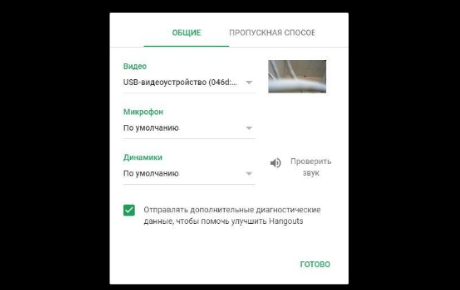 ОБЩИЕ
ПРОПУСКНАЯ СПОСОБ
Видео
USB-видеоустройство (046d:...
Микрофон
По умолчанию
Динамики
По умолчанию
Проверить
звук
Отправлять дополнительные диагностические
данные, чтобы помочь улучшить Hangouts
ГОТОВО